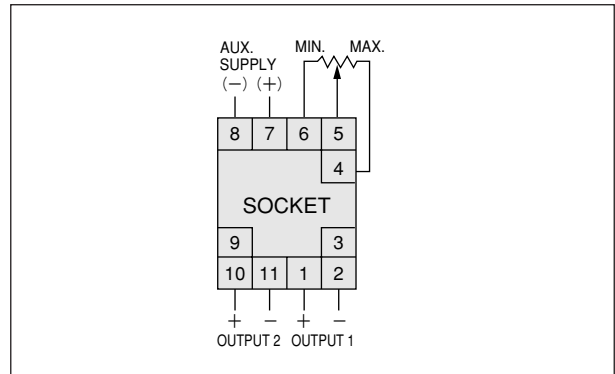 AUX.
SUPPLY
(−) (+)
MIN. MAX.
8 7 6 5
4
SOCKET
9 3
10 11 1 2
+ − + −
OUTPUT 2 OUTPUT 1